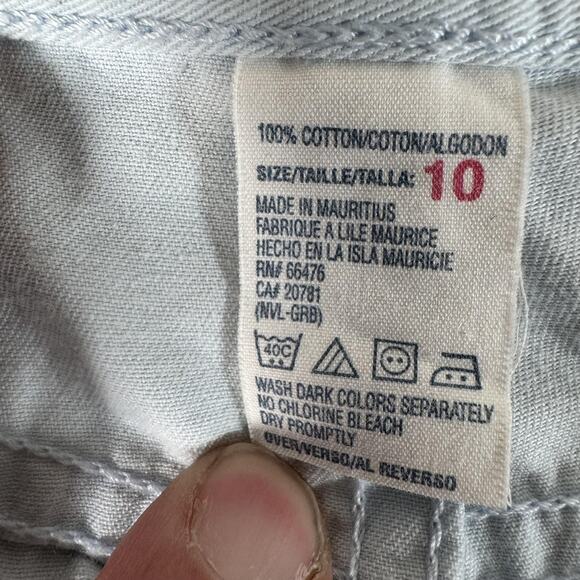 100% COTTON/COTON/ALGODON
SIZE/TAILLE/TALLA: 10
MADE IN MAURITIUS
FABRIQUE A LILE MAURICE
HECHO EN LA ISLA MAURICIE
RN# 66476
CA# 20781
(NVL-GRB)
40C
WASH DARK COLORS SEPARATELY
NO CHLORINE BLEACH
DRY PROMPTLY
OVER/VERSO/AL REVERSO